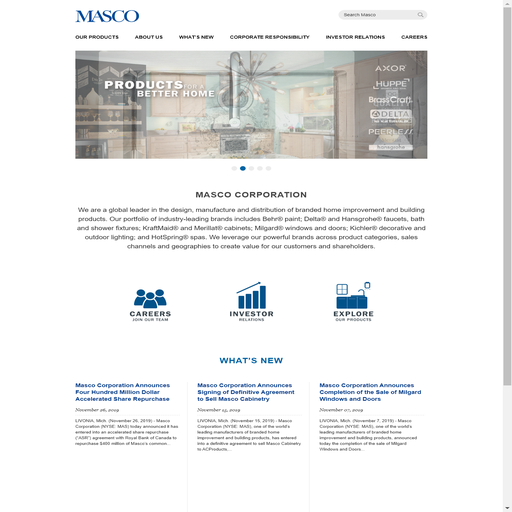 MASCO
Search Masco
OUR PRODUCTS ABOUT US WHAT'S NEW CORPORATE RESPONSIBILITY INVESTOR RELATIONS CAREERS
PRODUCTS FOR A
BETTER HOME
AXOR
HUPPE
BrassCraft
DELTA
PEERLESS
hansgrohe
MASCO CORPORATION
We are a global leader in the design, manufacture and distribution of branded home improvement and building
products. Our portfolio of industry-leading brands includes Behr® paint; Delta® and Hansgrohe® faucets, bath
and shower fixtures; KraftMaid® and Merillat® cabinets; Milgard® windows and doors; Kichler® decorative and
outdoor lighting; and HotSpring® spas. We leverage our powerful brands across product categories, sales
channels and geographies to create value for our customers and shareholders.
CAREERS
JOIN OUR TEAM
INVESTOR
RELATIONS
EXPLORE
OUR PRODUCTS
WHAT'S NEW
Masco Corporation Announces
Four Hundred Million Dollar
Accelerated Share Repurchase
November 26, 2019
LIVONIA, Mich. (November 26, 2019) - Masco
Corporation (NYSE: MAS) today announced it has
entered into an accelerated share repurchase
("ASR") agreement with Royal Bank of Canada to
repurchase $400 million of Masco's common...
Masco Corporation Announces
Signing of Definitive Agreement
to Sell Masco Cabinetry
November 15, 2019
LIVONIA, Mich. (November 15, 2019) - Masco
Corporation (NYSE: MAS), one of the world's
leading manufacturers of branded home
improvement and building products, has entered
into a definitive agreement to sell Masco Cabinetry
to ACProducts...
Masco Corporation Announces
Completion of the Sale of Milgard
Windows and Doors
November 07, 2019
LIVONIA, Mich. (November 7, 2019) - Masco
Corporation (NYSE: MAS), one of the world's
leading manufacturers of branded home
improvement and building products, announced
today the completion of the sale of Milgard
Windows and Doors...